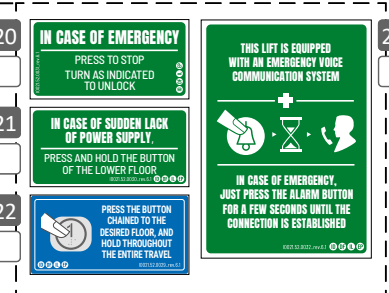 20
IN CASE OF EMERGENCY
PRESS TO STOP
TURN AS INDICATED
TO UNLOCK
21
IN CASE OF SUDDEN LACK
OF POWER SUPPLY,
PRESS AND HOLD THE BUTTON
OF THE LOWER FLOOR
22
PRESS THE BUTTON
CHAINED TO THE
DESIRED FLOOR, AND
HOLD THROUGHOUT
THE ENTIRE TRAVEL
THIS LIFT IS EQUIPPED
WITH AN EMERGENCY VOICE
COMMUNICATION SYSTEM
IN CASE OF EMERGENCY,
JUST PRESS THE ALARM BUTTON
FOR A FEW SECONDS UNTIL THE
CONNECTION IS ESTABLISHED
2